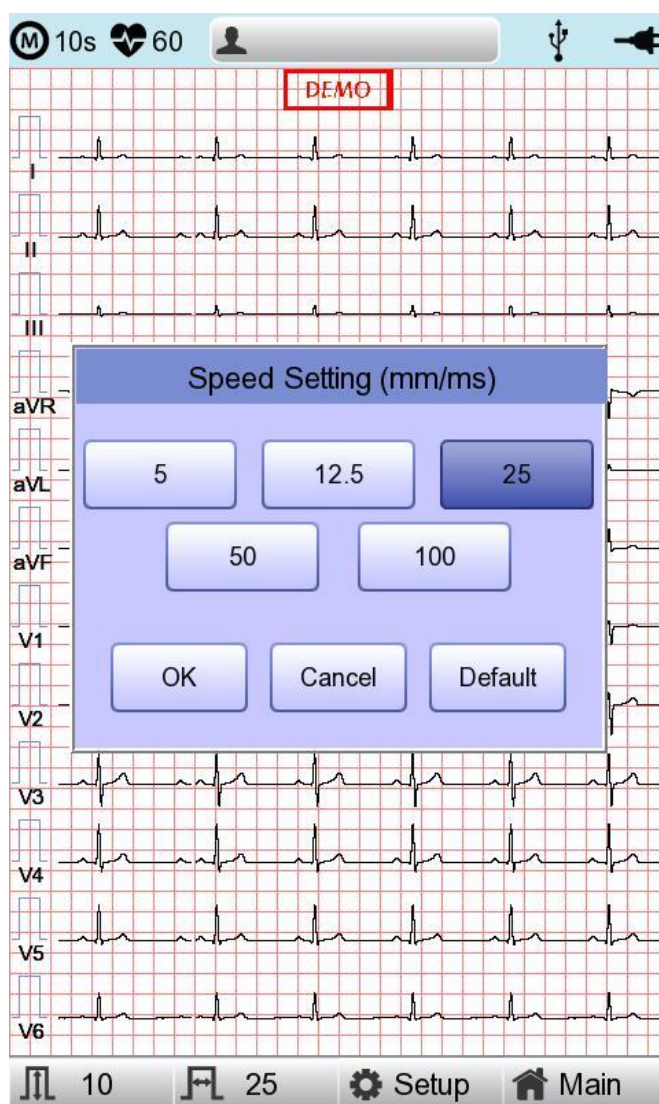 M 10s 60
DEMO
I
II
III
Speed Setting (mm/ms)
aVR
5 12.5 25
aVL
50 100
aVF
V1
OK Cancel Default
V2
V3
V4
V5
V6
10 25 Setup Main